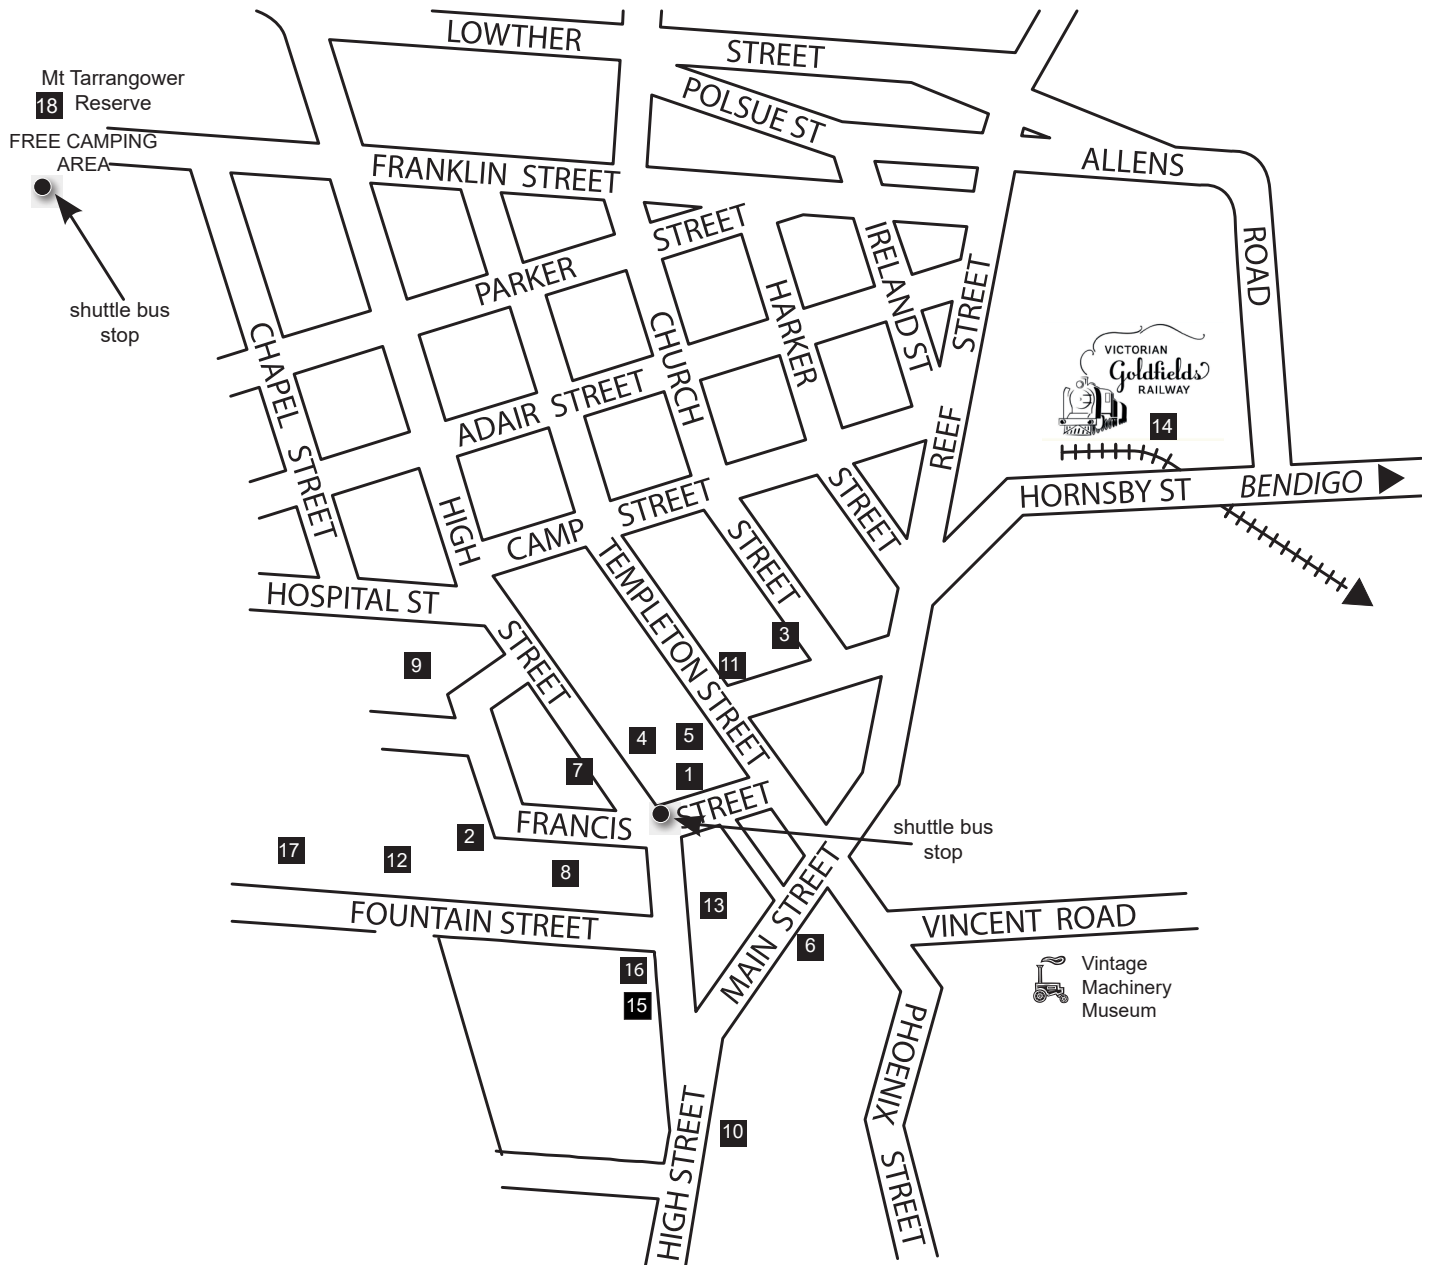 LOWTHER STREET
Mt Tarrangower
18 Reserve
FREE CAMPING
AREA
POLSUE ST
ALLENS
ROAD
FRANKLIN STREET
shuttle bus
stop
PARKER STREET
IRELAND ST
HARKER
STREET
CHURCH
STREET
REEF STREET
VICTORIAN
Goldfields
RAILWAY
14
CHAPEL STREET
ADAIR STREET
HORNSBY ST
BENDIGO
HIGH
STREET
CAMP STREET
TEMPLETON STREET
HOSPITAL ST
3
9
11
4
5
7
1
FRANCIS STREET
shuttle bus
stop
2
17
12
8
13
FOUNTAIN STREET
MAIN STREET
6
VINCENT ROAD
16
15
Vintage
Machinery
Museum
PHOENIX STREET
10
HIGH STREET